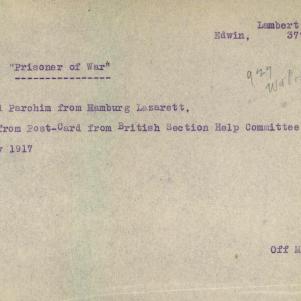 Lambert
Edwin, 37
"Prisoner of War"
Parchim from Hamburg Lazarett,
from Post-Card from British Section Help Committee
1917
Off M